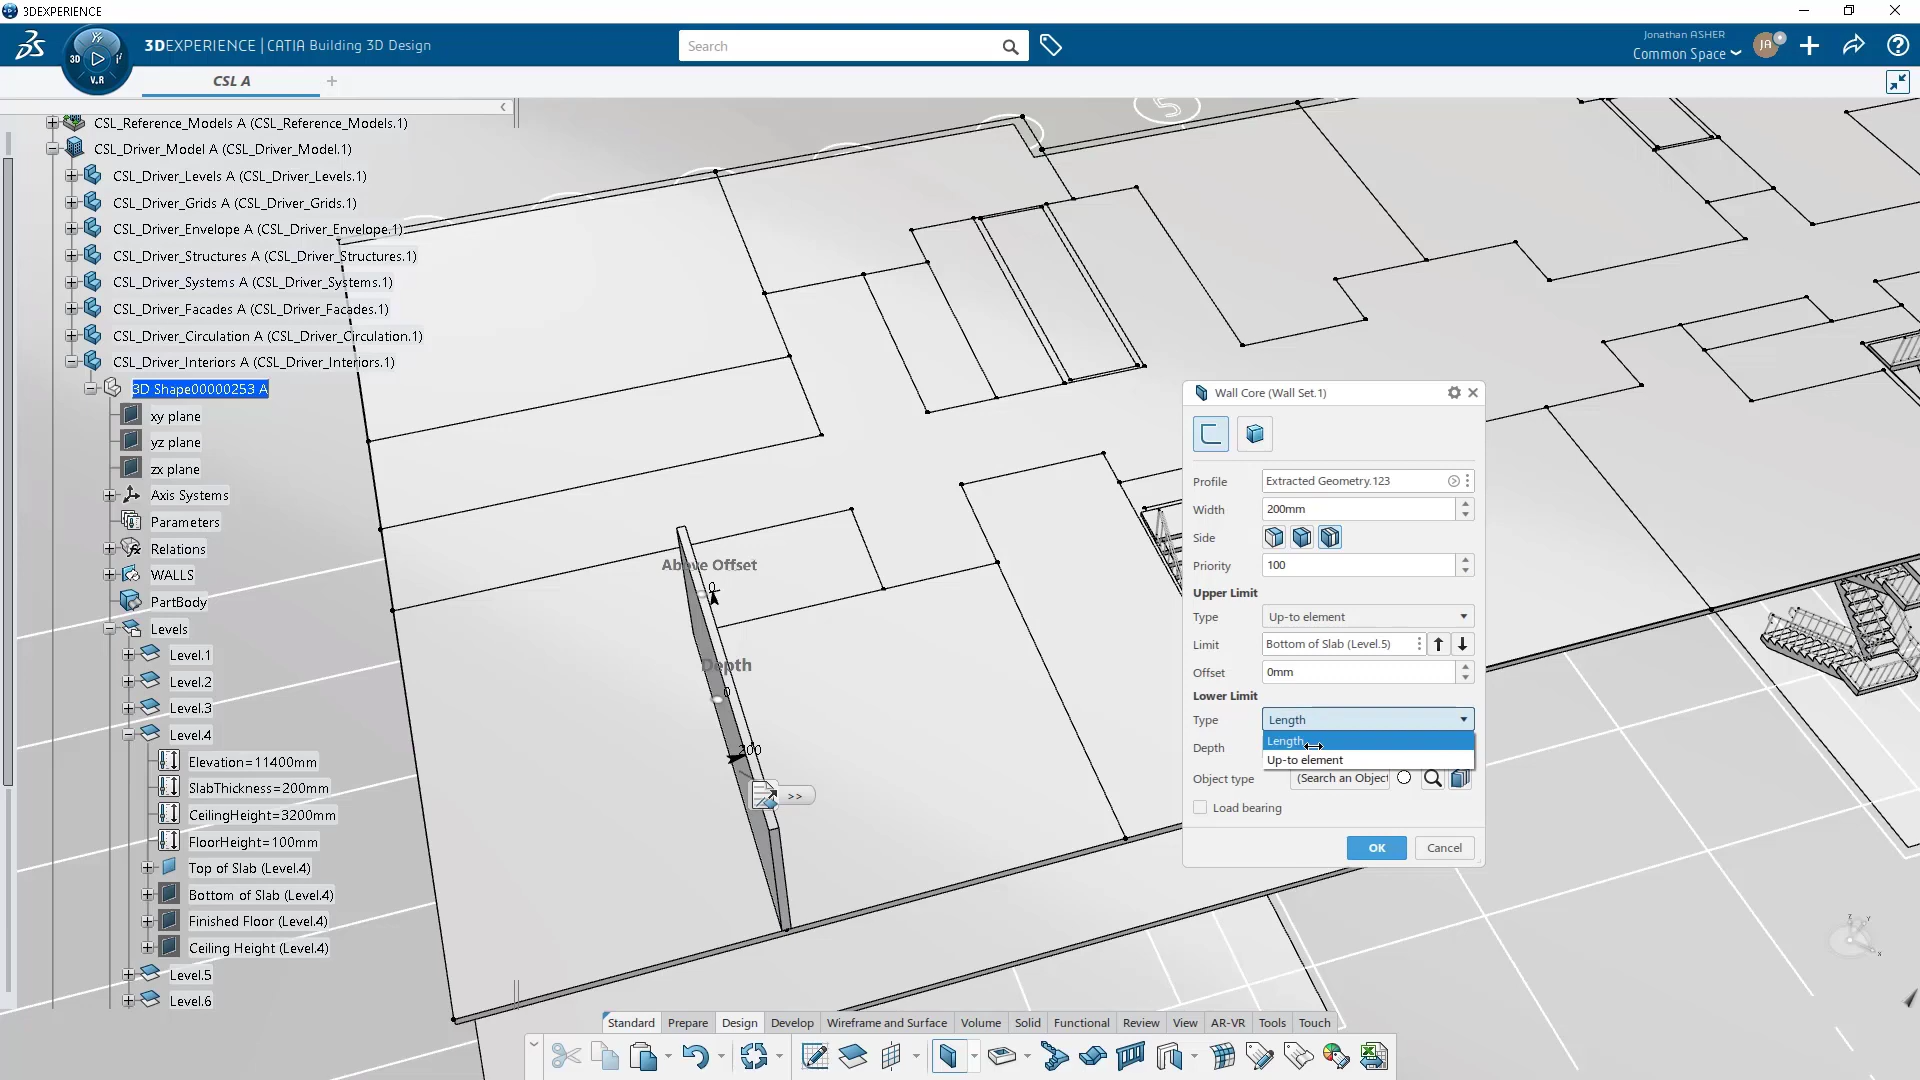 3DEXPERIENCE
3DEXPERIENCE | CATIA Building 3D Design
Search
Jonathan ASHER
Common Space
JA
3D
V.R
CSL A
CSL_Reference_Models A (CSL_Reference_Models.1)
CSL_Driver_Model A (CSL_Driver_Model.1)
CSL_Driver_Levels A (CSL_Driver_Levels.1)
CSL_Driver_Grids A (CSL_Driver_Grids.1)
CSL_Driver_Envelope A (CSL_Driver_Envelope.1)
CSL_Driver_Structures A (CSL_Driver_Structures.1)
CSL_Driver_Systems A (CSL_Driver_Systems.1)
CSL_Driver_Facades A (CSL_Driver_Facades.1)
CSL_Driver_Circulation A (CSL_Driver_Circulation.1)
CSL_Driver_Interiors A (CSL_Driver_Interiors.1)
3D Shape00000253 A
xy plane
yz plane
zx plane
Axis Systems
Parameters
Relations
WALLS
PartBody
Levels
Level.1
Level.2
Level.3
Level.4
Elevation=11400mm
SlabThickness=200mm
CeilingHeight=3200mm
FloorHeight=100mm
Top of Slab (Level.4)
Bottom of Slab (Level.4)
Finished Floor (Level.4)
Ceiling Height (Level.4)
Level.5
Level.6
5
Above Offset
0
Depth
0
200
>>
Wall Core (Wall Set.1)
Profile
Extracted Geometry.123
Width
200mm
Side
Priority
100
Upper Limit
Type
Up-to element
Limit
Bottom of Slab (Level.5)
Offset
0mm
Lower Limit
Type
Length
Length
Up-to element
Depth
Object type
(Search an Object
Load bearing
OK
Cancel
Standard
Prepare
Design
Develop
Wireframe and Surface
Volume
Solid
Functional
Review
View
AR-VR
Tools
Touch